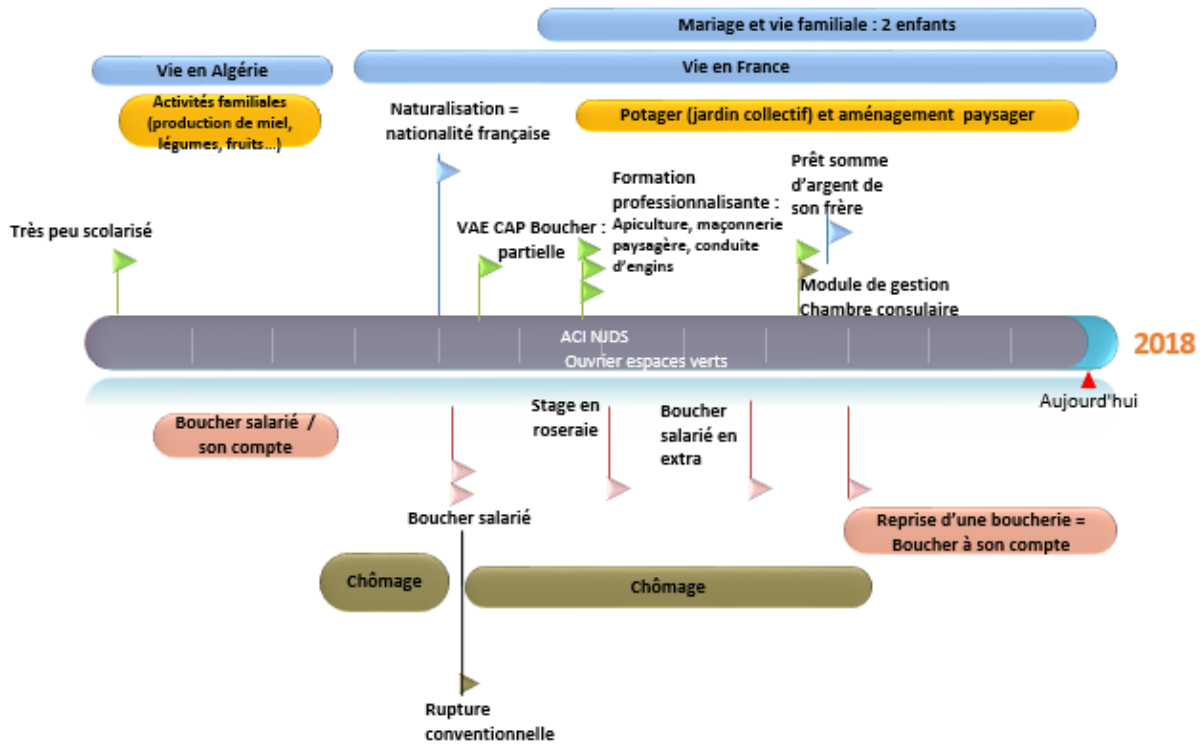 Mariage et vie familiale : 2 enfants
Vie en Algérie
Vie en France
Activités familiales
(production de miel,
légumes, fruits...)
Naturalisation =
nationalité française
Potager (jardin collectif) et aménagement paysager
Prêt somme
d'argent de
son frère
Formation
professionnalisante :
Apiculture, maçonnerie
paysagère, conduite
d'engins
Très peu scolarisé
VAE CAP Boucher :
partielle
Module de gestion
Chambre consulaire
ACI NJDS
Ouvrier espaces verts
2018
Aujourd'hui
Boucher salarié /
son compte
Stage en
roseraie
Boucher
salarié en
extra
Boucher salarié
Reprise d'une boucherie =
Boucher à son compte
Chômage
Chômage
Rupture
conventionnelle